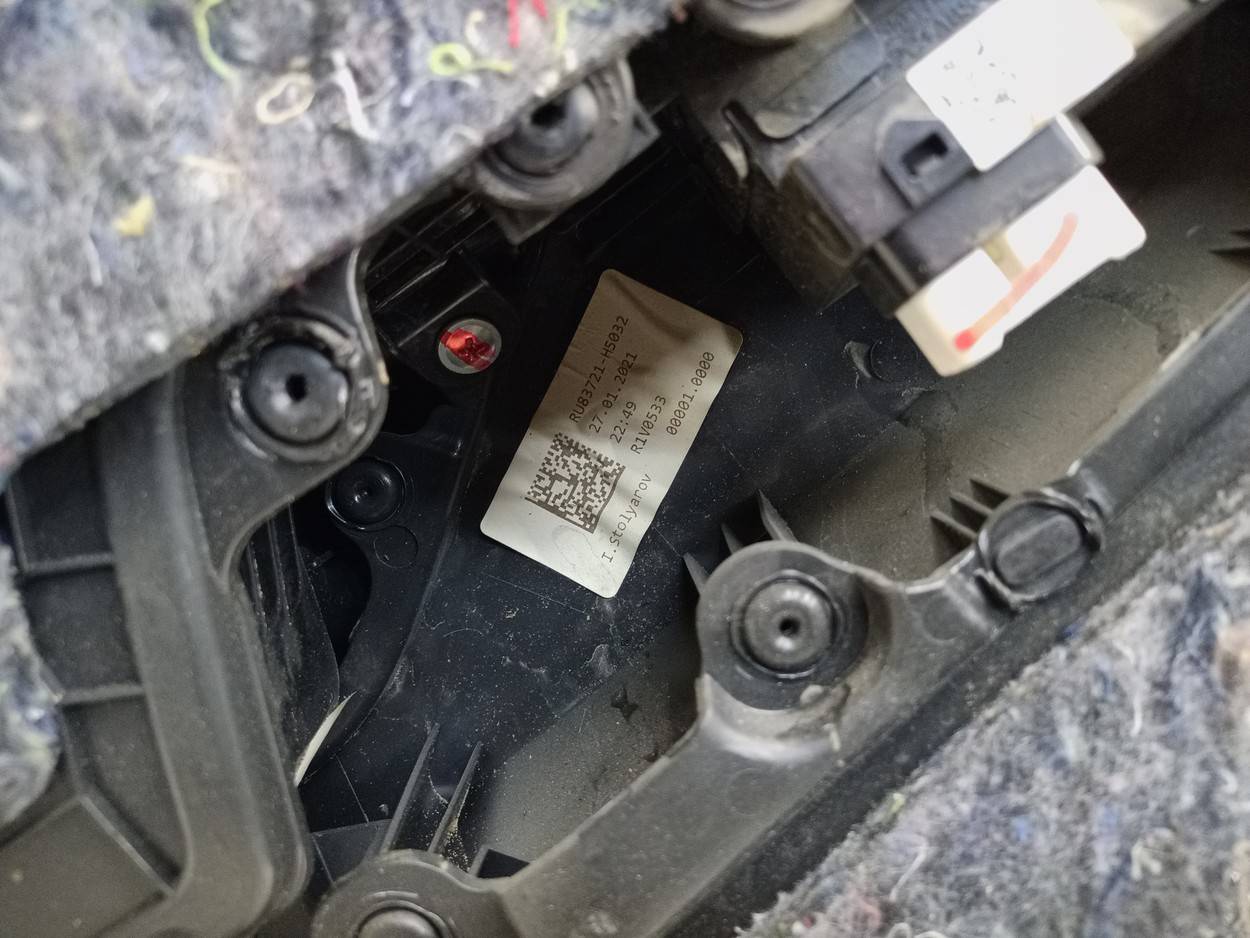 RU83721-H5032
27.01.2021
22:49
R1V0533
00001.0000
I.stolyarov